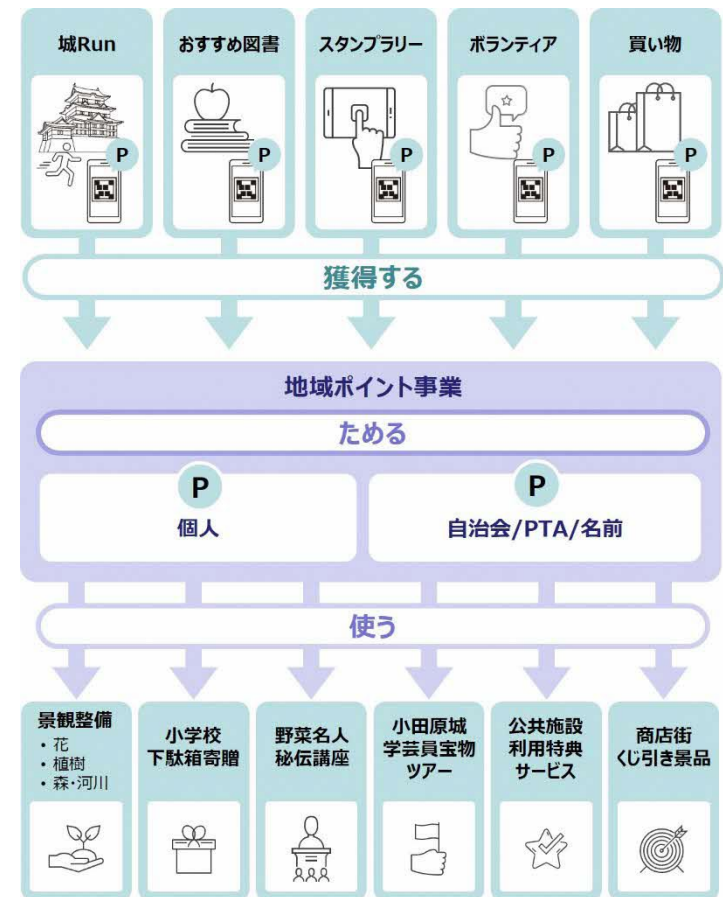 城Run
おすすめ図書
スタンプラリー
ボランティア
買い物
P
P
P
P
P
獲得する
地域ポイント事業
ためる
P
P
個人
自治会/PTA/名前
使う
景観整備
・花
・植樹
・森・河川
小学校
下駄箱寄贈
野菜名人
秘伝講座
小田原城
学芸員宝物
ツアー
公共施設
利用特典
サービス
商店街
くじ引き景品